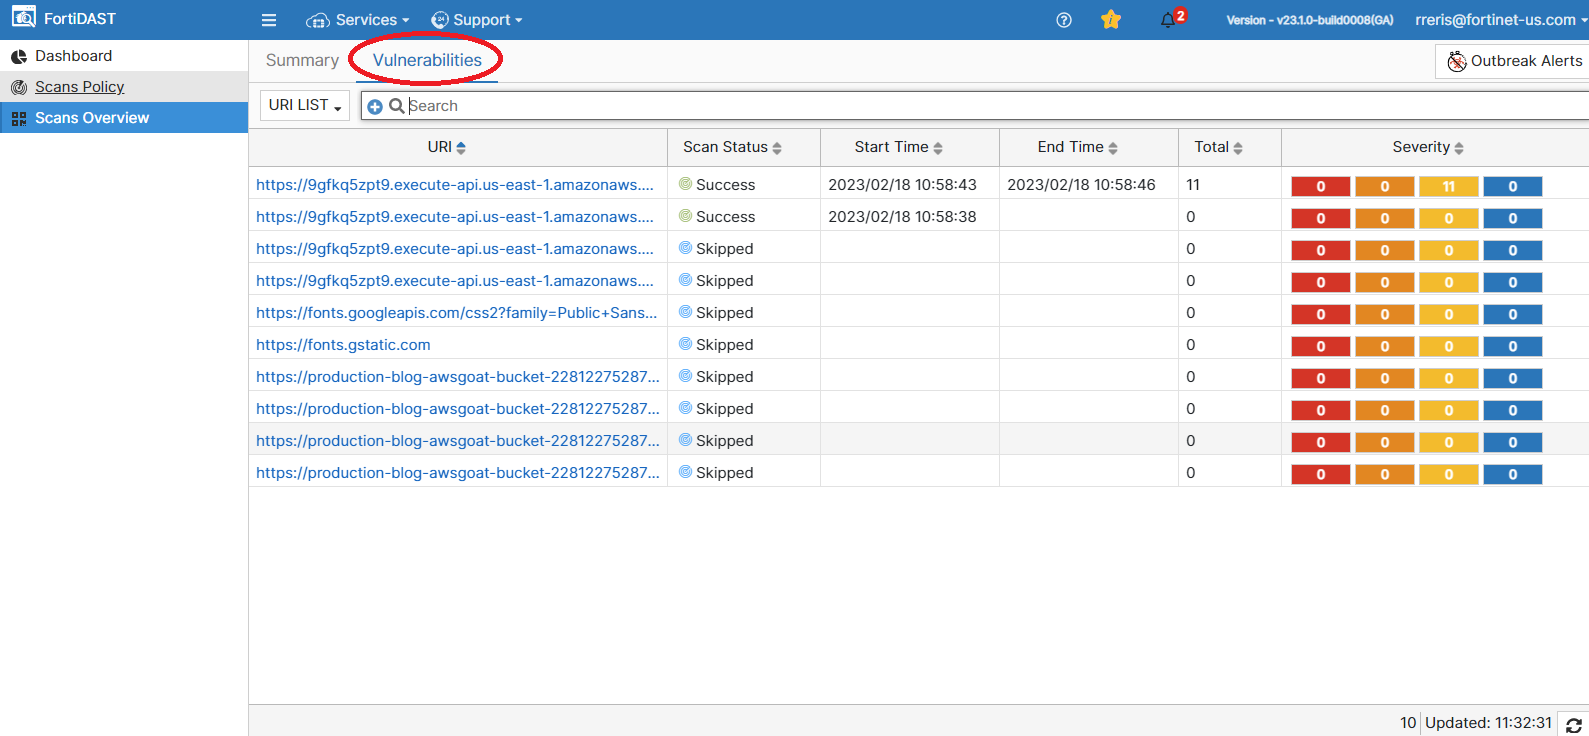 FortiDAST Services Support 24 2 Version - v23.1.0-build0008(GA) rreris@fortinet-us.com
Dashboard
Scans Policy
Scans Overview
Summary Vulnerabilities Outbreak Alerts
URI LIST Search
URI Scan Status Start Time End Time Total Severity
https://9gfkq5zpt9.execute-api.us-east-1.amazonaws.... Success 2023/02/18 10:58:43 2023/02/18 10:58:46 11 0 0 11 0
https://9gfkq5zpt9.execute-api.us-east-1.amazonaws.... Success 2023/02/18 10:58:38 0 0 0 0 0
https://9gfkq5zpt9.execute-api.us-east-1.amazonaws.... Skipped 0 0 0 0 0
https://9gfkq5zpt9.execute-api.us-east-1.amazonaws.... Skipped 0 0 0 0 0
https://fonts.googleapis.com/css2?family=Public+Sans... Skipped 0 0 0 0 0
https://fonts.gstatic.com Skipped 0 0 0 0 0
https://production-blog-awsgoat-bucket-22812275287... Skipped 0 0 0 0 0
https://production-blog-awsgoat-bucket-22812275287... Skipped 0 0 0 0 0
https://production-blog-awsgoat-bucket-22812275287... Skipped 0 0 0 0 0
https://production-blog-awsgoat-bucket-22812275287... Skipped 0 0 0 0 0
10 Updated: 11:32:31